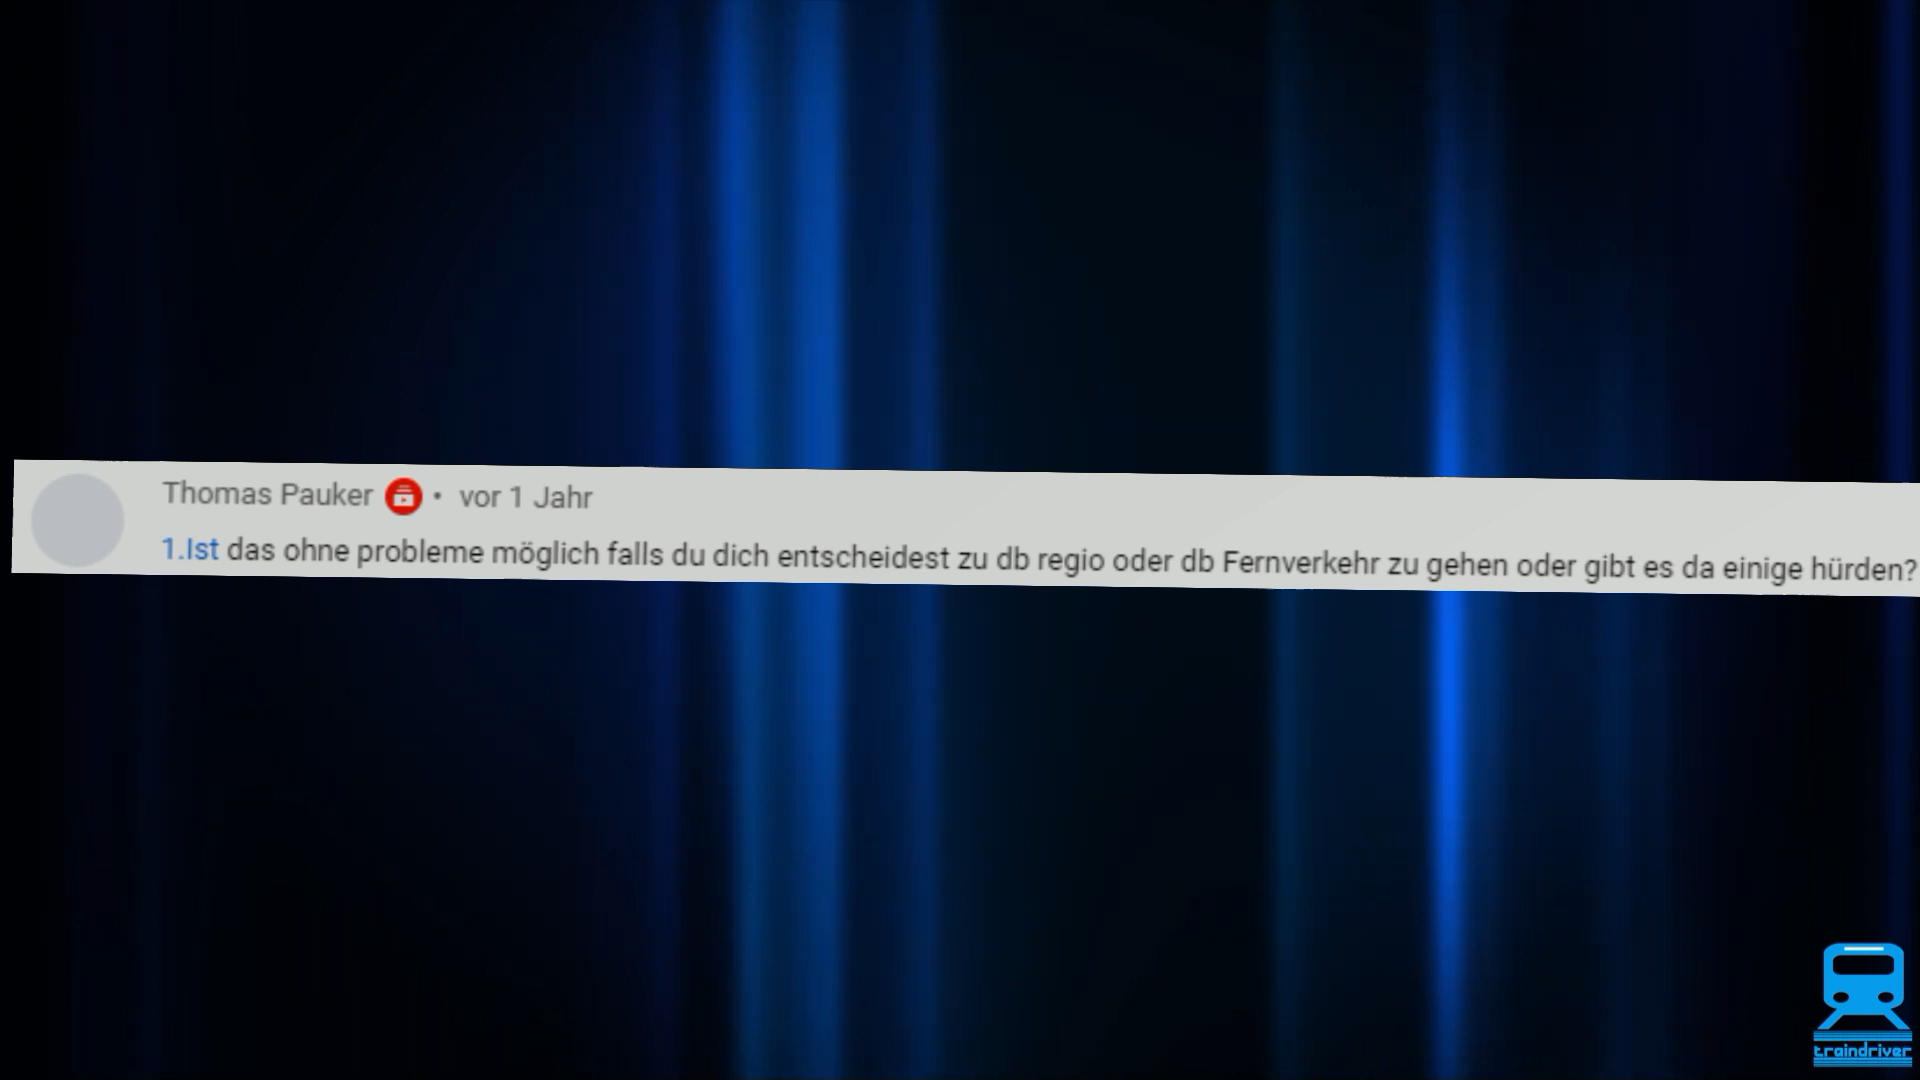 Thomas Pauker • vor 1 Jahr
1.Ist das ohne probleme möglich falls du dich entscheidest zu db regio oder db Fernverkehr zu gehen oder gibt es da einige hürden?
traindriver